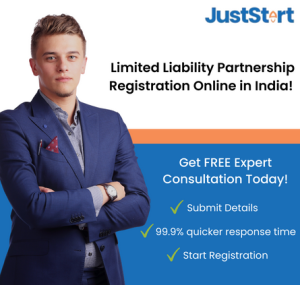 JustStart
Limited Liability Partnership
Registration Online in India!
Get FREE Expert
Consultation Today!
Submit Details
99.9% quicker response time
Start Registration